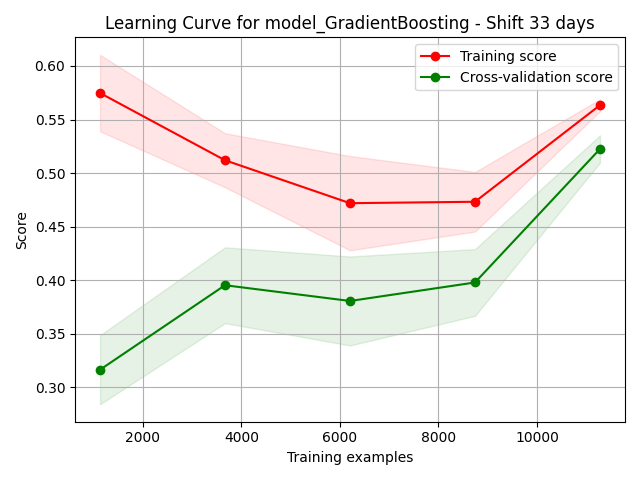 Learning Curve for model_GradientBoosting - Shift 33 days
Training score
Cross-validation score
0.60
0.55
0.50
0.45
0.40
0.35
0.30
Score
2000 4000 6000 8000 10000
Training examples